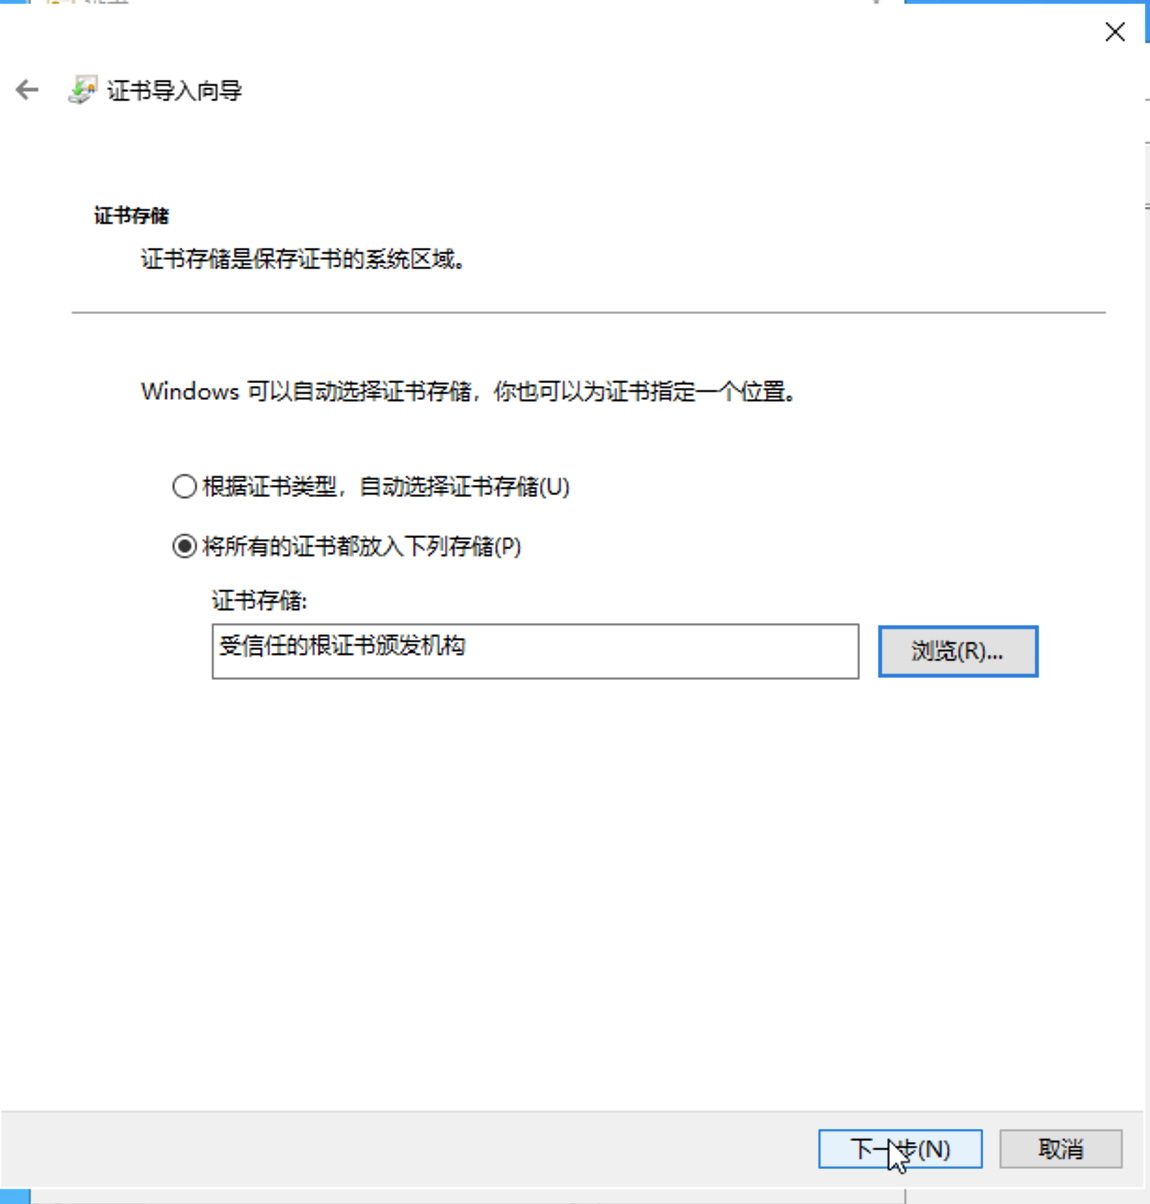 证书导入向导
证书存储
证书存储是保存证书的系统区域。
Windows 可以自动选择证书存储，你也可以为证书指定一个位置。
根据证书类型，自动选择证书存储(U)
将所有的证书都放入下列存储(P)
证书存储:
受信任的根证书颁发机构
浏览(R)...
下一步(N)
取消